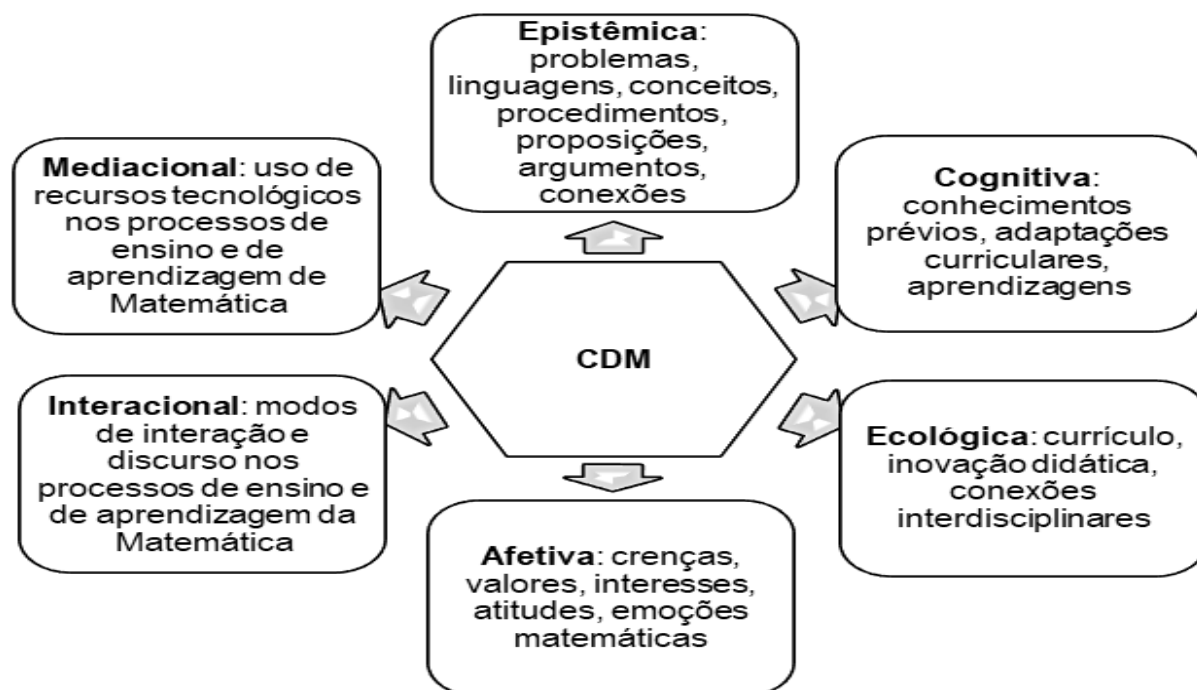 Epistêmica:
problemas,
linguagens, conceitos,
procedimentos,
proposições,
argumentos,
conexões
Mediacional: uso de
recursos tecnológicos
nos processos de
ensino e de
aprendizagem de
Matemática
Cognitiva:
conhecimentos
prévios, adaptações
curriculares,
aprendizagens
CDM
Interacional: modos
de interação e
discurso nos
processos de ensino e
de aprendizagem da
Matemática
Ecológica: currículo,
inovação didática,
conexões
interdisciplinares
Afetiva: crenças,
valores, interesses,
atitudes, emoções
matemáticas